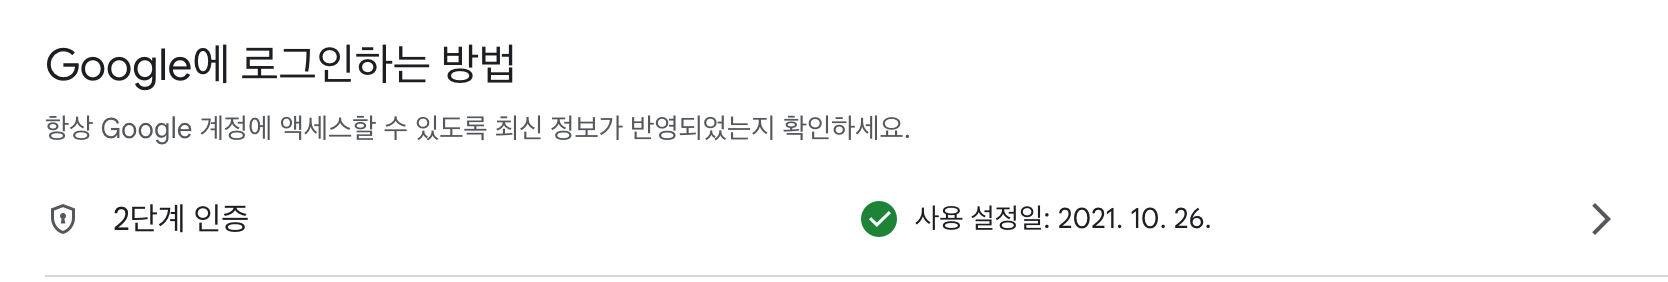 Google에 로그인하는 방법
항상 Google 계정에 액세스할 수 있도록 최신 정보가 반영되었는지 확인하세요.
2단계 인증 사용 설정일: 2021. 10. 26.